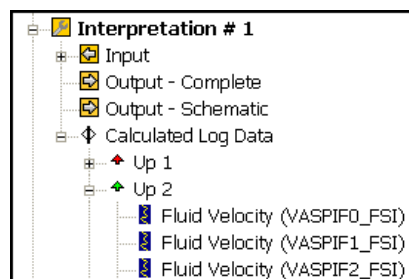 Interpretation # 1
Input
Output - Complete
Output - Schematic
Calculated Log Data
Up 1
Up 2
Fluid Velocity (VASPIF0_FSI)
Fluid Velocity (VASPIF1_FSI)
Fluid Velocity (VASPIF2_FSI)